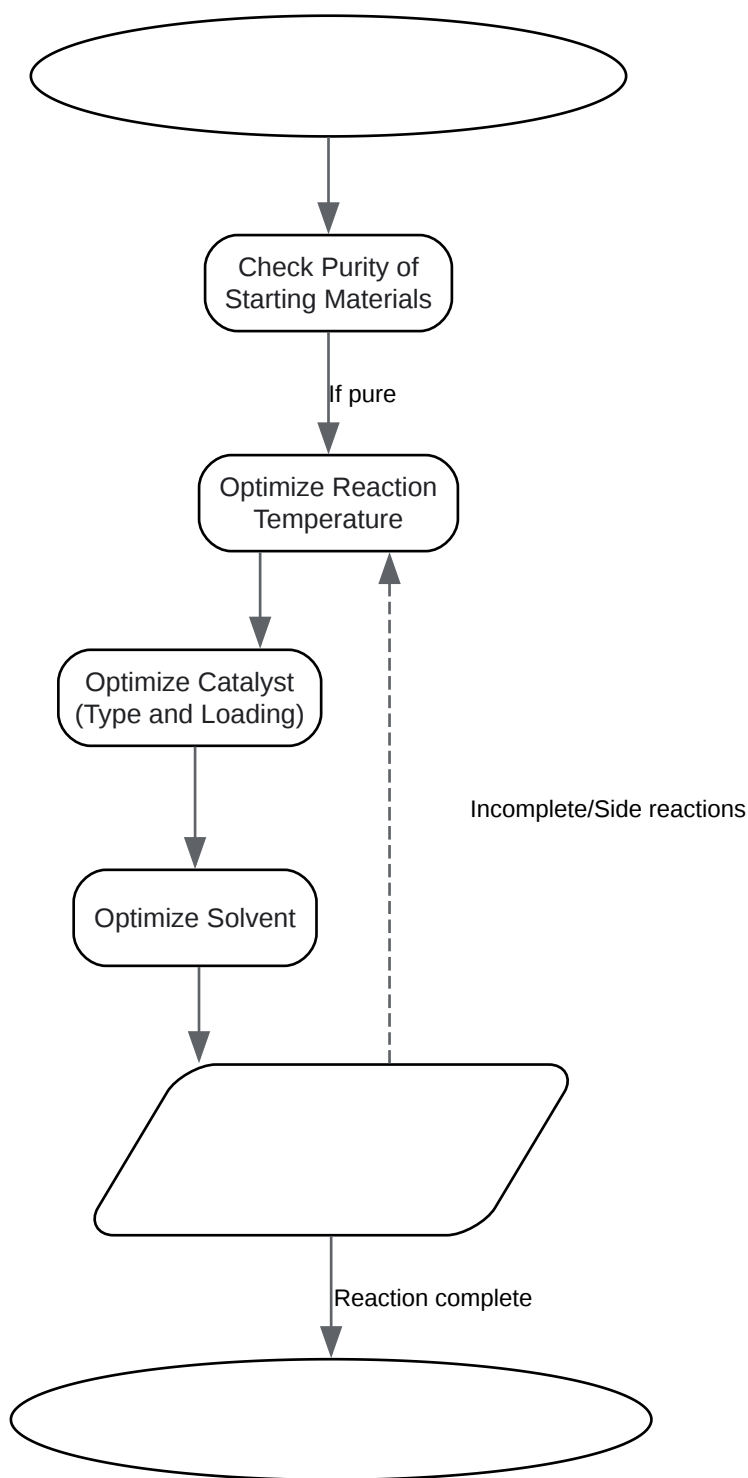 Check Purity of
Starting Materials
If pure
Optimize Reaction
Temperature
Optimize Catalyst
(Type and Loading)
Incomplete/Side reactions
Optimize Solvent
Reaction complete